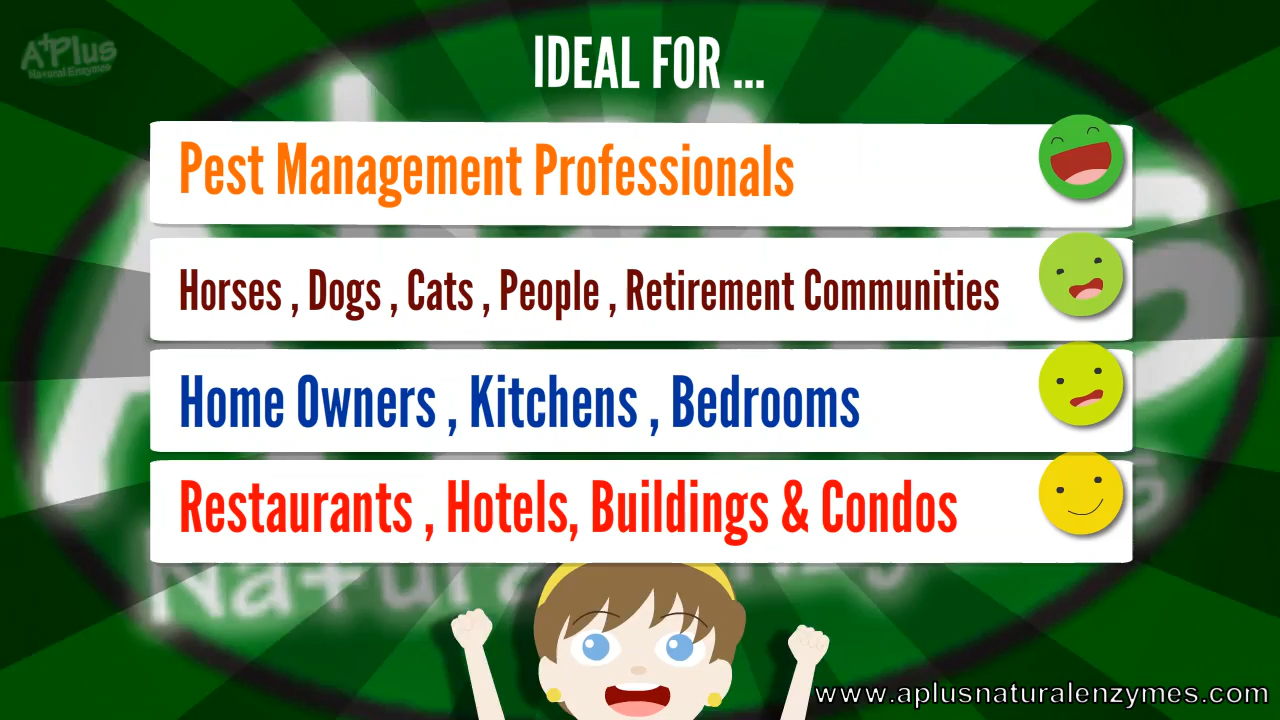 A+Plus
Natural Enzymes
IDEAL FOR ...
Pest Management Professionals
Horses , Dogs , Cats , People , Retirement Communities
Home Owners , Kitchens , Bedrooms
Restaurants , Hotels, Buildings & Condos
www.aplusnaturalenzymes.com